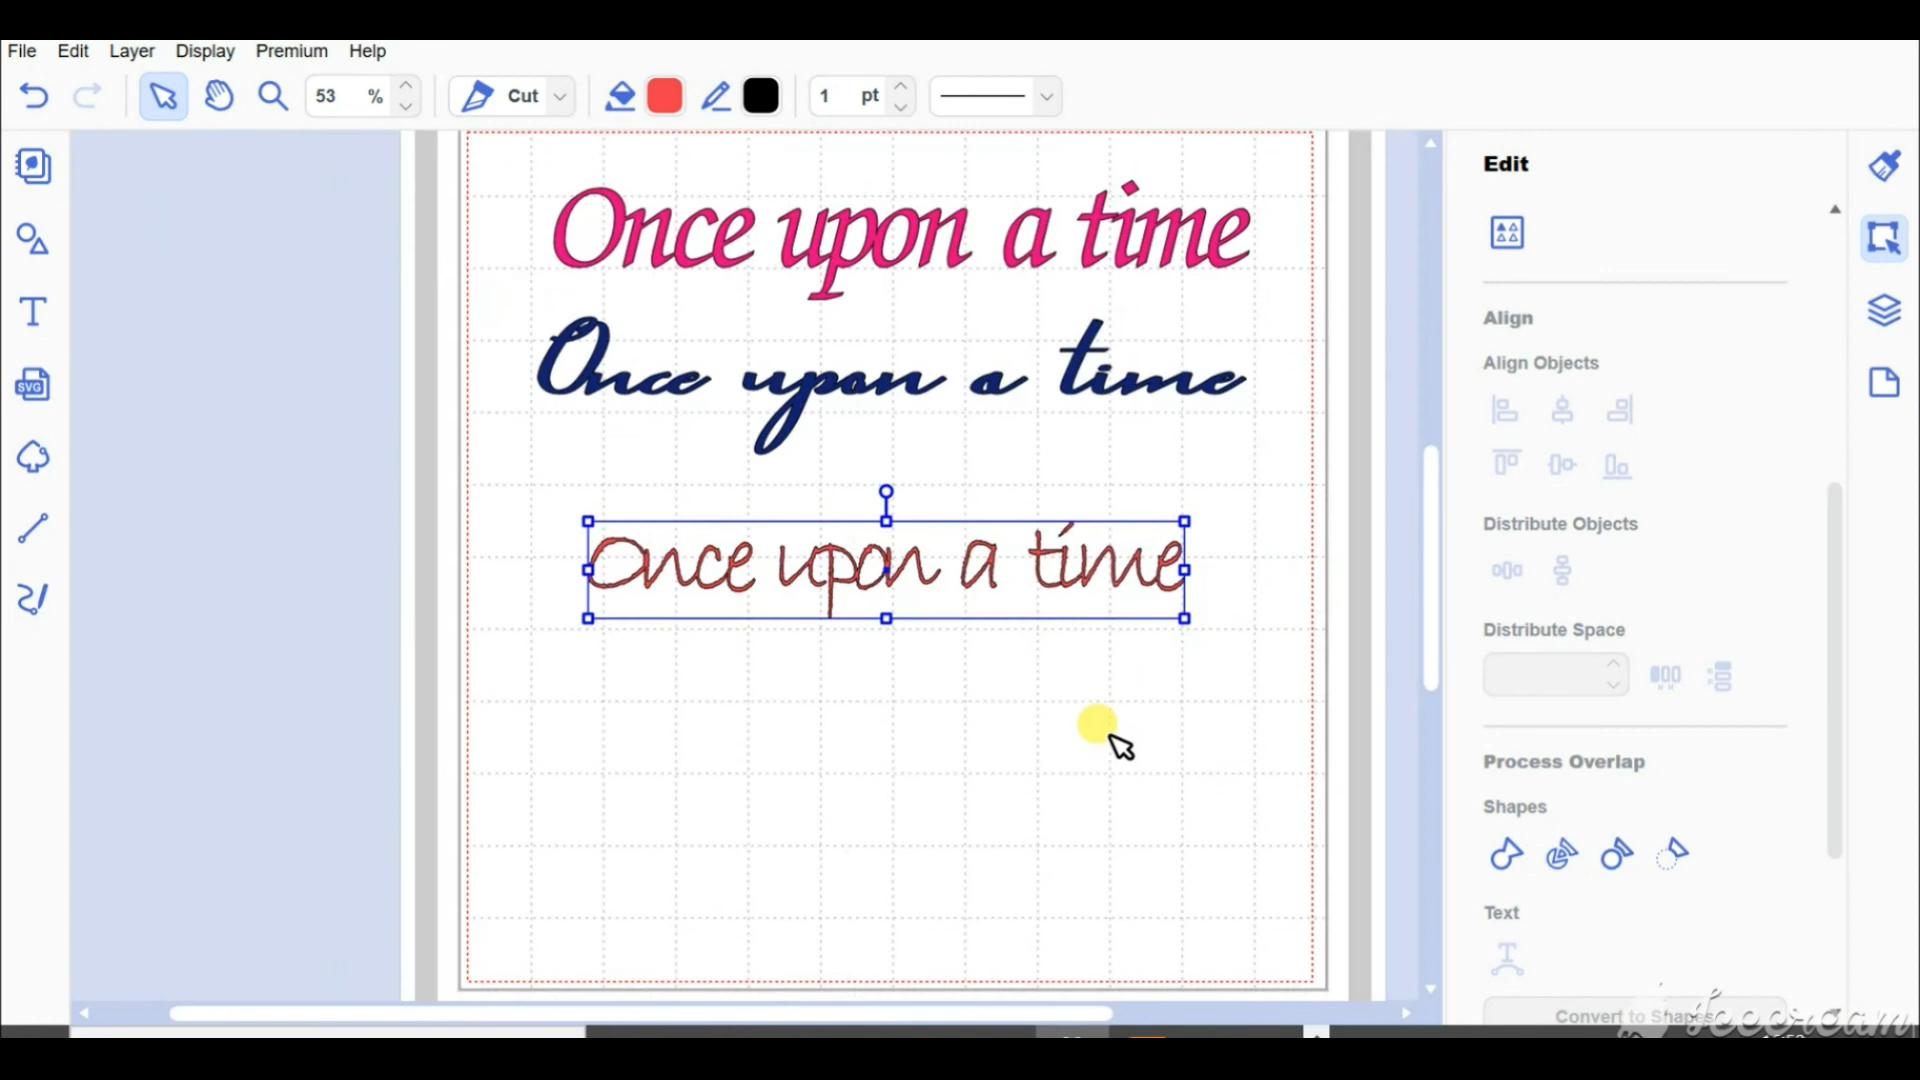 File Edit Layer Display Premium Help
53 % Cut 1 pt
Edit
Once upon a time
Align
Align Objects
Once upon a time
Distribute Objects
Once upon a time
Distribute Space
Process Overlap
Shapes
Text
Convert to Shapes
SVG